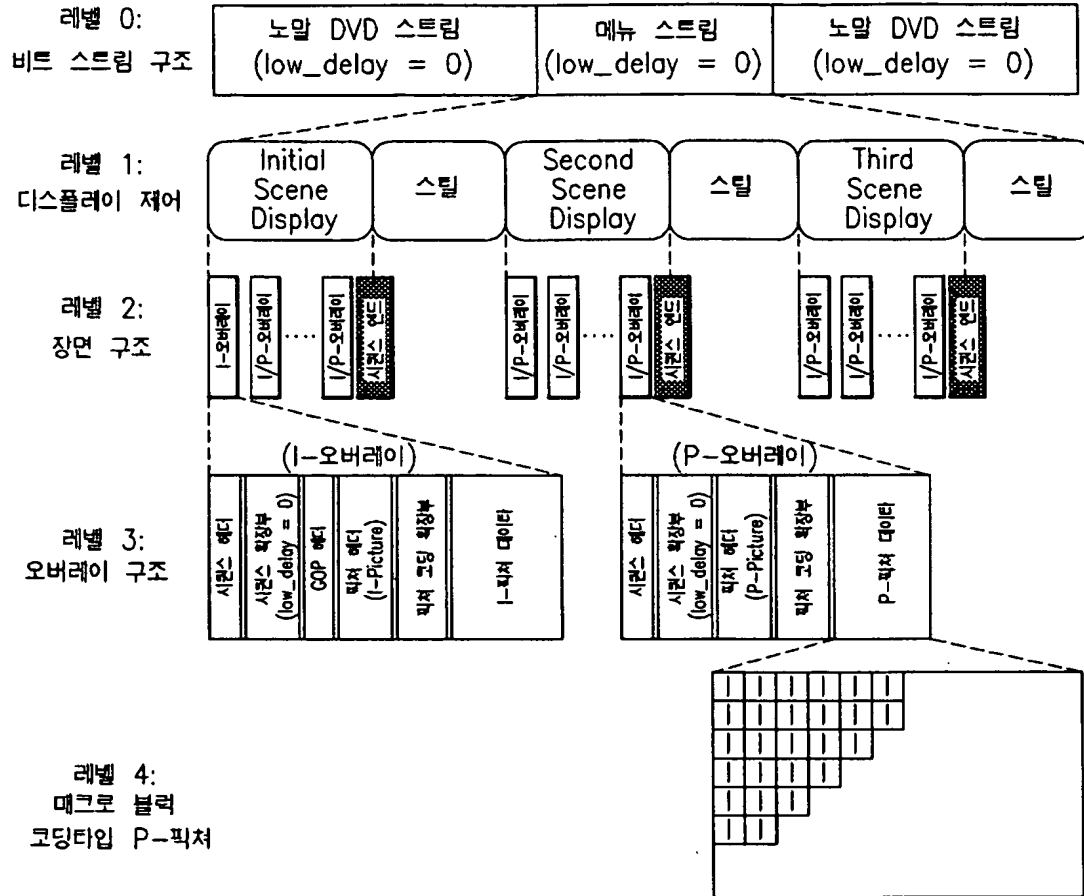 레벨 0:
비트 스트림 구조
노말 DVD 스트림
(low_delay = 0)
메뉴 스트림
(low_delay = 0)
노말 DVD 스트림
(low_delay = 0)
레벨 1:
디스플레이 제어
Initial
Scene
Display
스틸
Second
Scene
Display
스틸
Third
Scene
Display
스틸
레벨 2:
장면 구조
I-오버레이
I/P-오버레이
.....
I/P-오버레이
시퀀스 엔드
I/P-오버레이
I/P-오버레이
.....
I/P-오버레이
시퀀스 엔드
I/P-오버레이
I/P-오버레이
.....
I/P-오버레이
시퀀스 엔드
레벨 3:
오버레이 구조
(I-오버레이)
시퀀스 헤더
시퀀스 확장부
(low_delay = 0)
GOP 헤더
픽쳐 헤더
(I-Picture)
픽쳐 코딩 확장부
I-픽쳐 데이타
(P-오버레이)
시퀀스 헤더
시퀀스 확장부
(low_delay = 0)
픽쳐 헤더
(P-Picture)
픽쳐 코딩 확장부
P-픽쳐 데이타
레벨 4:
매크로 블럭
코딩타입 P-픽쳐
I I I I I I
I I I I I I
I I I I I
I I I I
I I I
I I